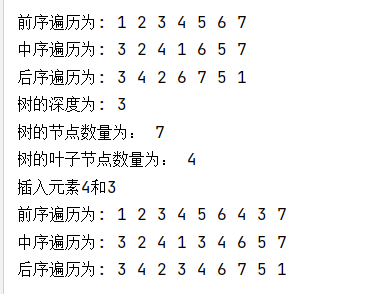 前序遍历为: 1 2 3 4 5 6 7
中序遍历为: 3 2 4 1 6 5 7
后序遍历为: 3 4 2 6 7 5 1
树的深度为: 3
树的节点数量为： 7
树的叶子节点数量为： 4
插入元素4和3
前序遍历为: 1 2 3 4 5 6 4 3 7
中序遍历为: 3 2 4 1 3 4 6 5 7
后序遍历为: 3 4 2 3 4 6 7 5 1